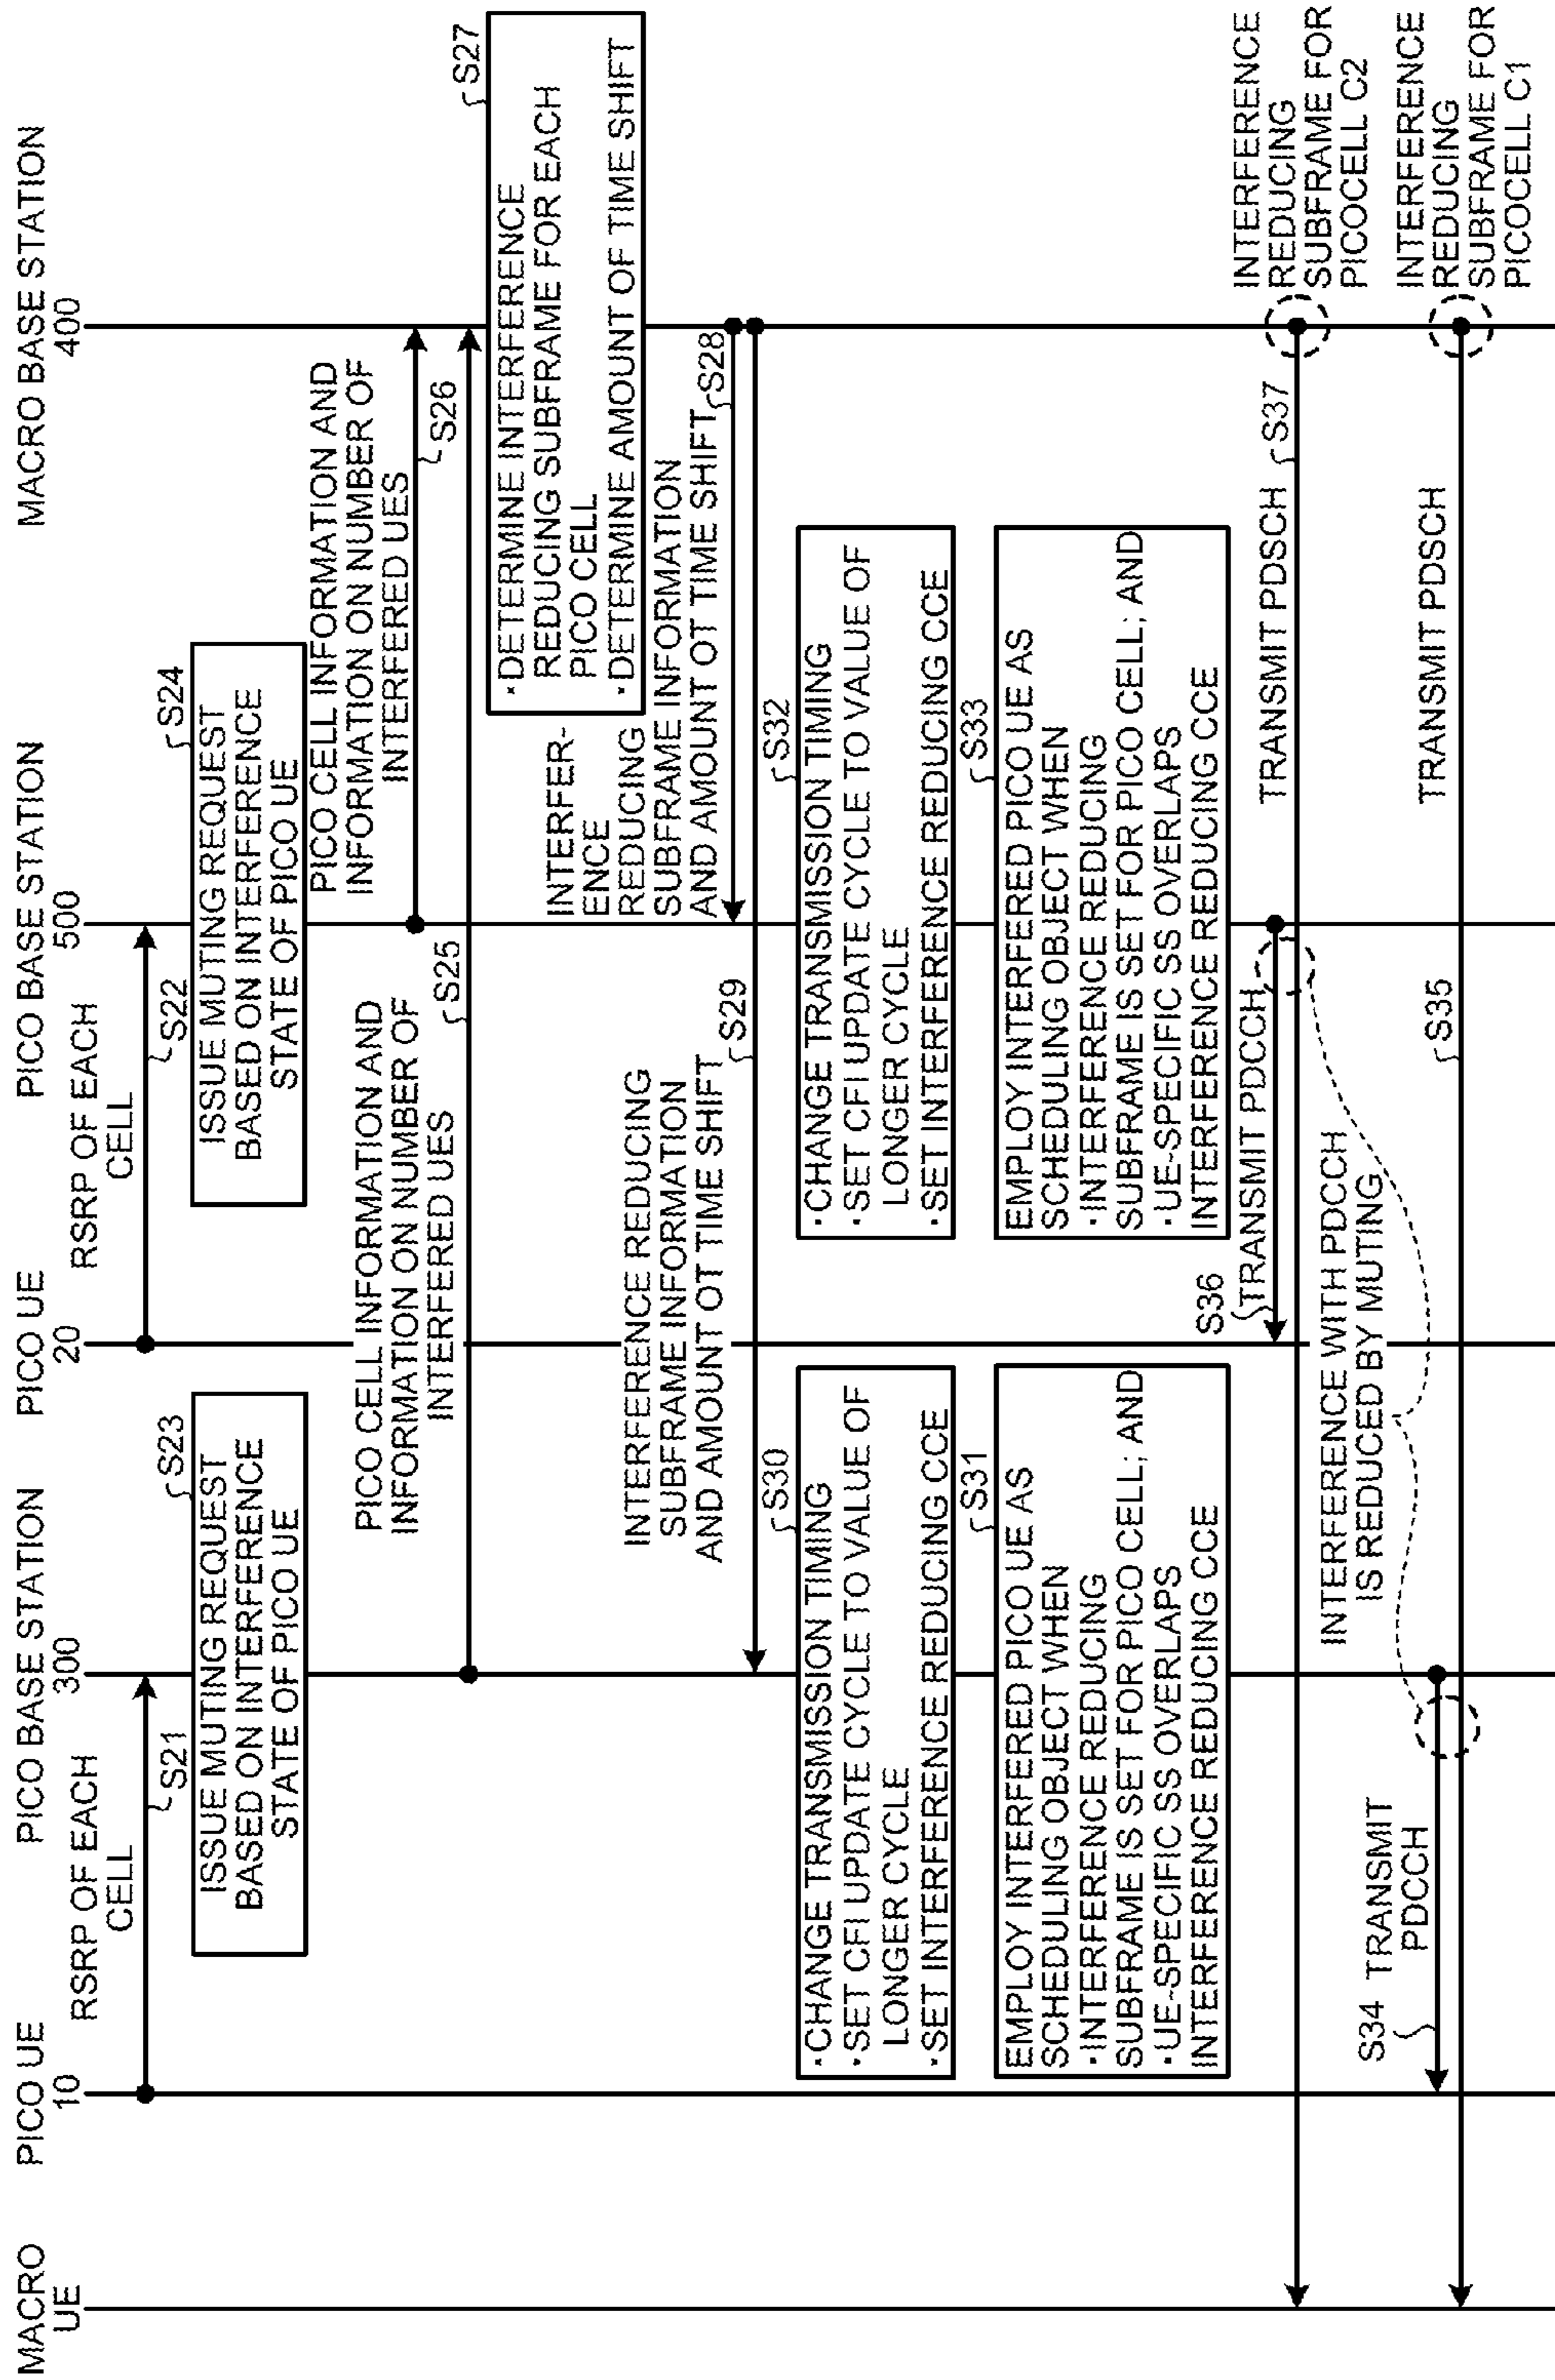 MACRO
UE
PICO UE
10
PICO BASE STATION
300
PICO UE
20
PICO BASE STATION
500
MACRO BASE STATION
400
RSRP OF EACH
CELL
S21
RSRP OF EACH
CELL
S22
S23
ISSUE MUTING REQUEST
BASED ON INTERFERENCE
STATE OF PICO UE
S24
ISSUE MUTING REQUEST
BASED ON INTERFERENCE
STATE OF PICO UE
PICO CELL INFORMATION AND
INFORMATION ON NUMBER OF
INTERFERED UES
S26
PICO CELL INFORMATION AND
INFORMATION ON NUMBER OF
INTERFERED UES
S25
S27
·DETERMINE INTERFERENCE
REDUCING SUBFRAME FOR EACH
PICO CELL
·DETERMINE AMOUNT OF TIME SHIFT
INTERFER-
ENCE
REDUCING
SUBFRAME INFORMATION
AND AMOUNT OT TIME SHIFT
S28
INTERFERENCE REDUCING
SUBFRAME INFORMATION
AND AMOUNT OT TIME SHIFT
S29
S30
·CHANGE TRANSMISSION TIMING
·SET CFI UPDATE CYCLE TO VALUE OF
LONGER CYCLE
·SET INTERFERENCE REDUCING CCE
S32
·CHANGE TRANSMISSION TIMING
·SET CFI UPDATE CYCLE TO VALUE OF
LONGER CYCLE
·SET INTERFERENCE REDUCING CCE
S31
EMPLOY INTERFERED PICO UE AS
SCHEDULING OBJECT WHEN
·INTERFERENCE REDUCING
SUBFRAME IS SET FOR PICO CELL; AND
·UE-SPECIFIC SS OVERLAPS
INTERFERENCE REDUCING CCE
S33
EMPLOY INTERFERED PICO UE AS
SCHEDULING OBJECT WHEN
·INTERFERENCE REDUCING
SUBFRAME IS SET FOR PICO CELL; AND
·UE-SPECIFIC SS OVERLAPS
INTERFERENCE REDUCING CCE
S36
TRANSMIT PDCCH
TRANSMIT PDSCH
S37
INTERFERENCE
REDUCING
SUBFRAME FOR
PICOCELL C2
INTERFERENCE WITH PDCCH
IS REDUCED BY MUTING
S34 TRANSMIT
PDCCH
S35
TRANSMIT PDSCH
INTERFERENCE
REDUCING
SUBFRAME FOR
PICOCELL C1